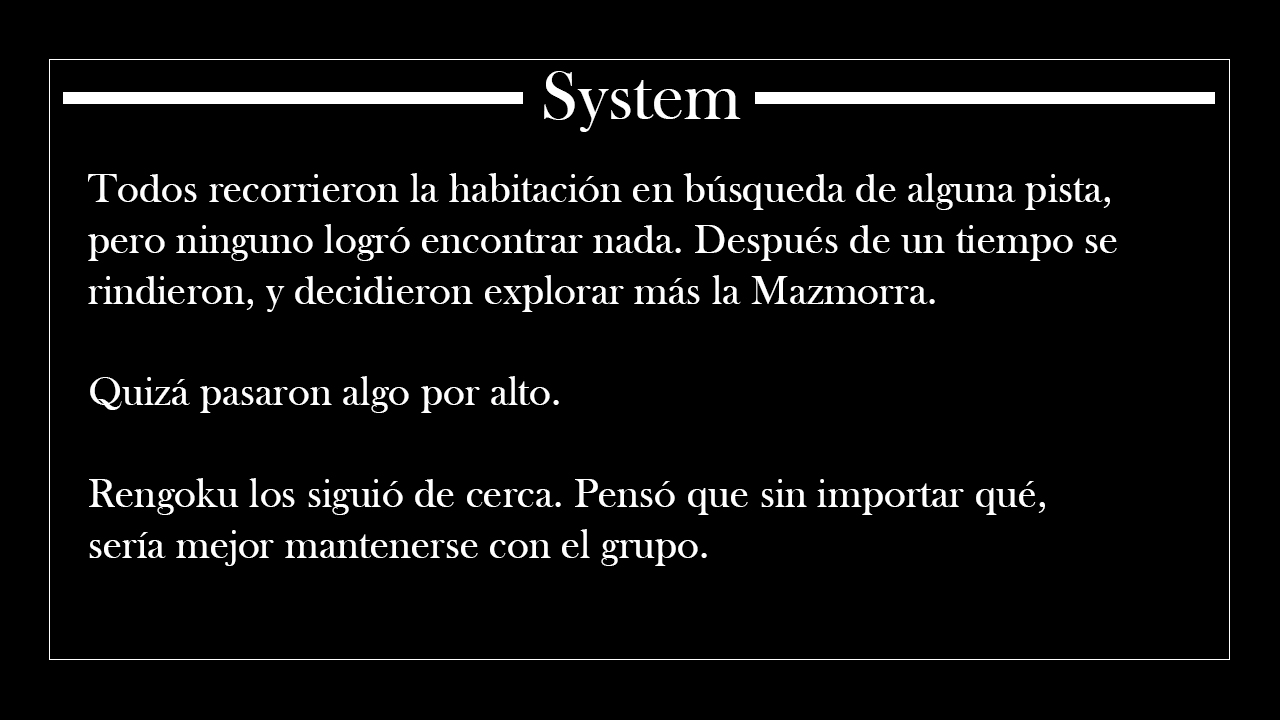 System
Todos recorrieron la habitación en búsqueda de alguna pista,
pero ninguno logró encontrar nada. Después de un tiempo se
rindieron, y decidieron explorar más la Mazmorra.
Quizá pasaron algo por alto.
Rengoku los siguió de cerca. Pensó que sin importar qué,
sería mejor mantenerse con el grupo.